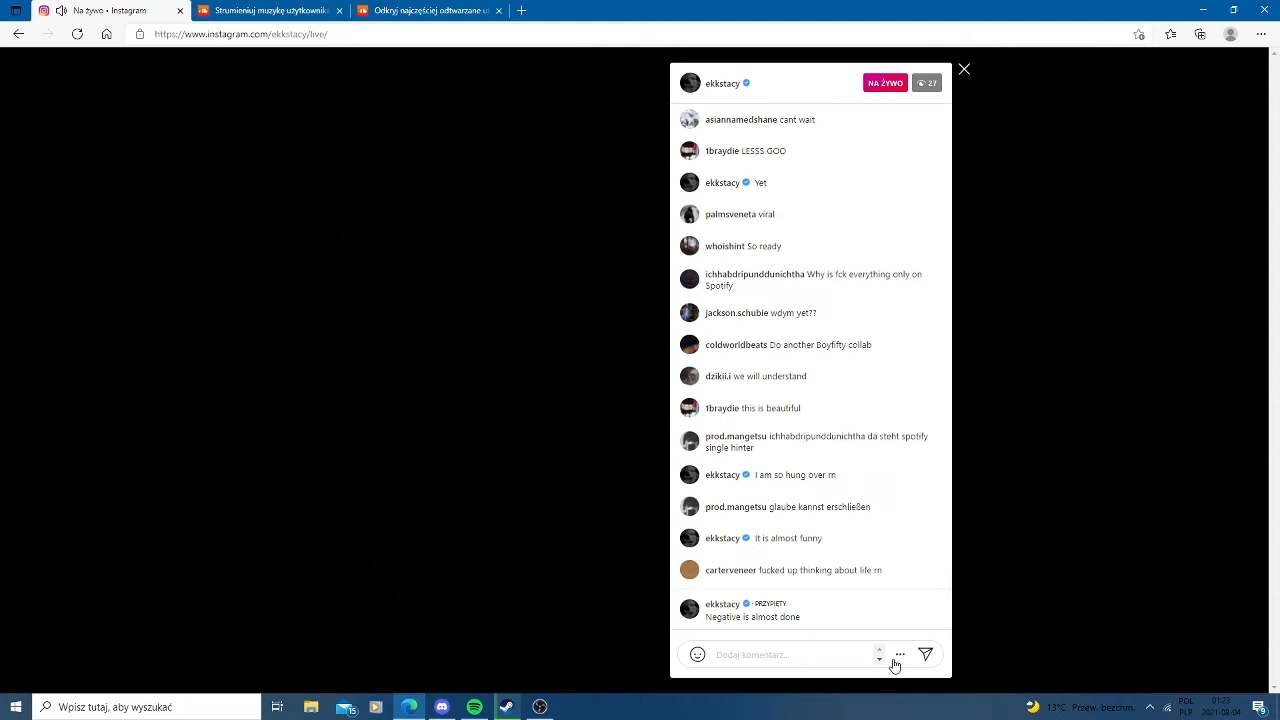 Na żywo • Instagram
Strumieniuj muzykę użytkownika
Odkryj najczęściej odtwarzane ut
https://www.instagram.com/ekkstacy/live/
ekkstacy
NA ŻYWO
27
asiannamedshane cant wait
1braydie LESSS GOO
ekkstacy Yet
palmsveneta viral
whoishint So ready
ichhabdripunddunichtha Why is fck everything only on
Spotify
jackson.schubie wdym yet??
coldworldbeats Do another Boyfifty collab
dzikii.i we will understand
1braydie this is beautiful
prod.mangetsu ichhabdripunddunichtha da steht spotify
single hinter
ekkstacy I am so hung over rn
prod.mangetsu glaube kannst erschließen
ekkstacy It is almost funny
carterveneer fucked up thinking about life rn
ekkstacy • PRZYPIĘTY
Negative is almost done
Dodaj komentarz...
Wpisz tutaj, aby wyszukać
13°C Przew. bezchm.
POL
PLP
01:23
2021-08-04